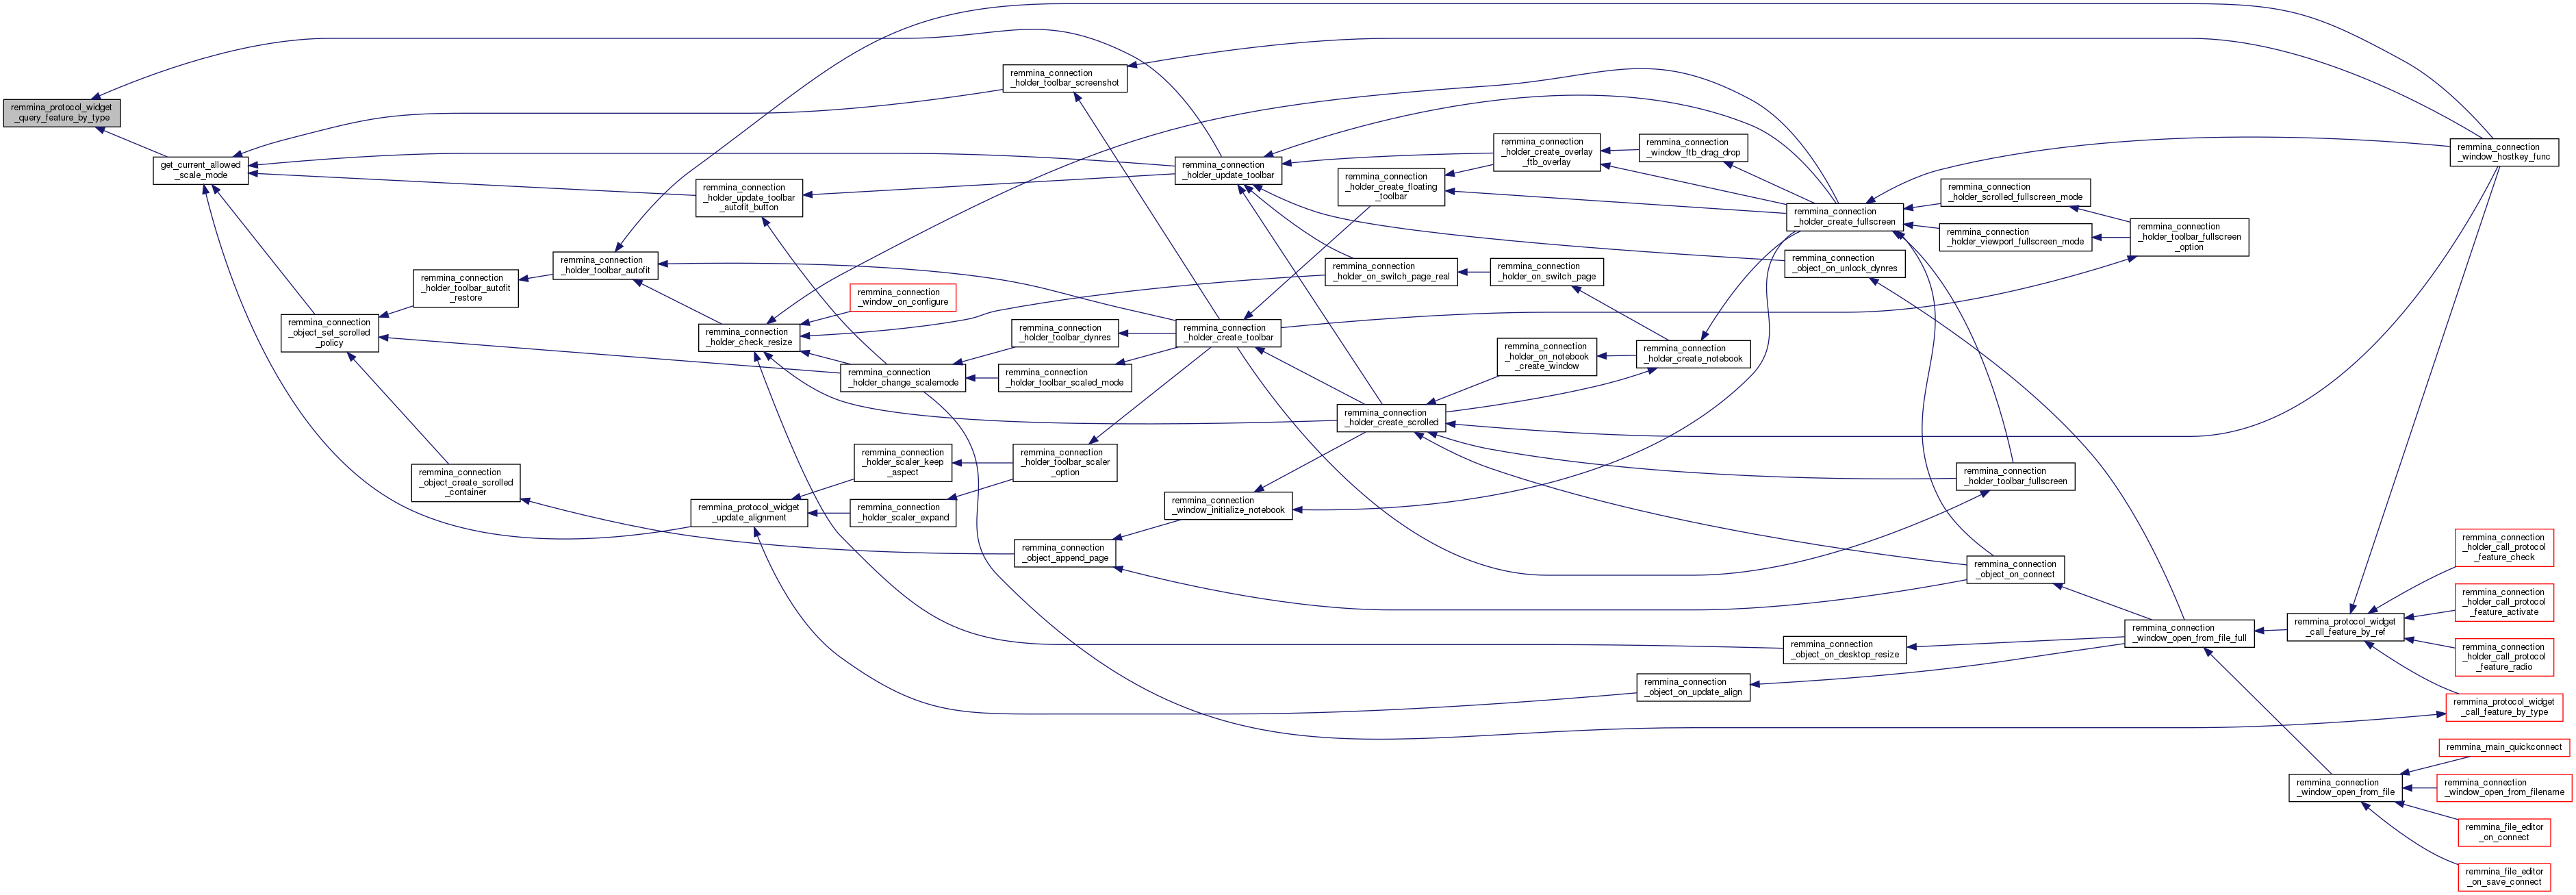 remmina_protocol_widget
_query_feature_by_type
get_current_allowed
_scale_mode
remmina_connection
_object_set_scrolled
_policy
remmina_connection
_holder_toolbar_autofit
_restore
remmina_connection
_object_create_scrolled
_container
remmina_connection
_holder_toolbar_autofit
remmina_connection
_holder_update_toolbar
_autofit_button
remmina_connection
_holder_check_resize
remmina_protocol_widget
_update_alignment
remmina_connection
_window_on_configure
remmina_connection
_holder_change_scalemode
remmina_connection
_holder_scaler_keep
_aspect
remmina_connection
_holder_scaler_expand
remmina_connection
_holder_toolbar_screenshot
remmina_connection
_holder_toolbar_dynres
remmina_connection
_holder_toolbar_scaled_mode
remmina_connection
_holder_toolbar_scaler
_option
remmina_connection
_object_append_page
remmina_connection
_holder_update_toolbar
remmina_connection
_holder_create_toolbar
remmina_connection
_window_initialize_notebook
remmina_connection
_holder_create_floating
_toolbar
remmina_connection
_holder_on_switch_page_real
remmina_connection
_holder_create_scrolled
remmina_connection
_holder_create_overlay
_ftb_overlay
remmina_connection
_holder_on_switch_page
remmina_connection
_holder_on_notebook
_create_window
remmina_connection
_window_ftb_drag_drop
remmina_connection
_holder_create_notebook
remmina_connection
_object_on_update_align
remmina_connection
_holder_create_fullscreen
remmina_connection
_object_on_unlock_dynres
remmina_connection
_object_on_desktop_resize
remmina_connection
_holder_scrolled_fullscreen_mode
remmina_connection
_holder_viewport_fullscreen_mode
remmina_connection
_holder_toolbar_fullscreen
remmina_connection
_object_on_connect
remmina_connection
_holder_toolbar_fullscreen
_option
remmina_connection
_window_open_from_file_full
remmina_protocol_widget
_call_feature_by_ref
remmina_connection
_window_open_from_file
remmina_connection
_window_hostkey_func
remmina_connection
_holder_call_protocol
_feature_check
remmina_connection
_holder_call_protocol
_feature_activate
remmina_connection
_holder_call_protocol
_feature_radio
remmina_protocol_widget
_call_feature_by_type
remmina_main_quickconnect
remmina_connection
_window_open_from_filename
remmina_file_editor
_on_connect
remmina_file_editor
_on_save_connect